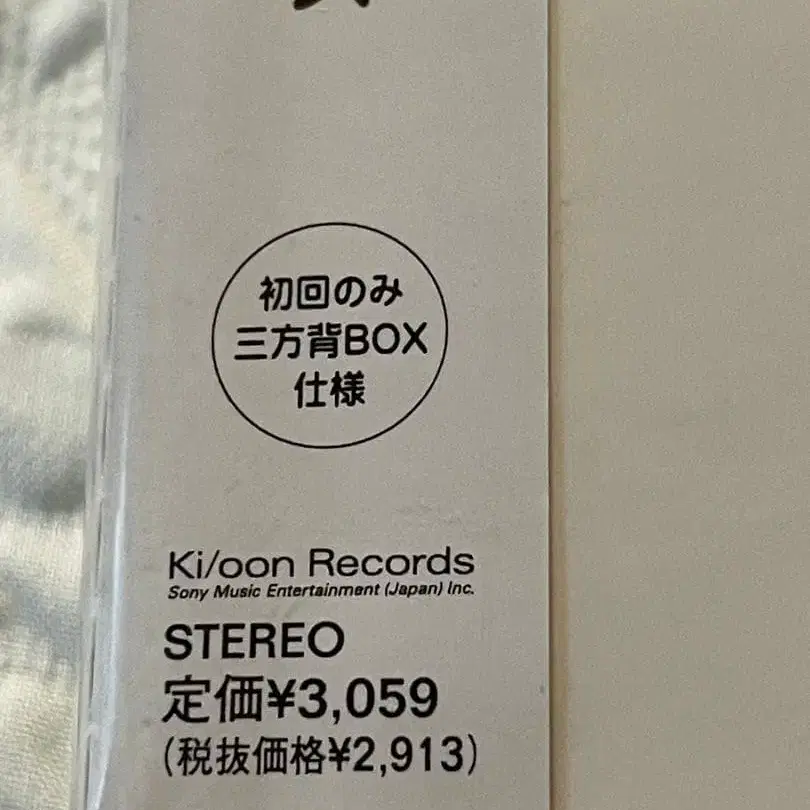 初回のみ
三方背BOX
仕様
Ki/oon Records
Sony Music Entertainment (Japan) Inc.
STEREO
定価¥3,059
(税抜価格¥2,913)